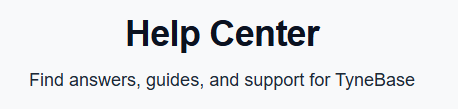 Help Center
Find answers, guides, and support for TyneBase